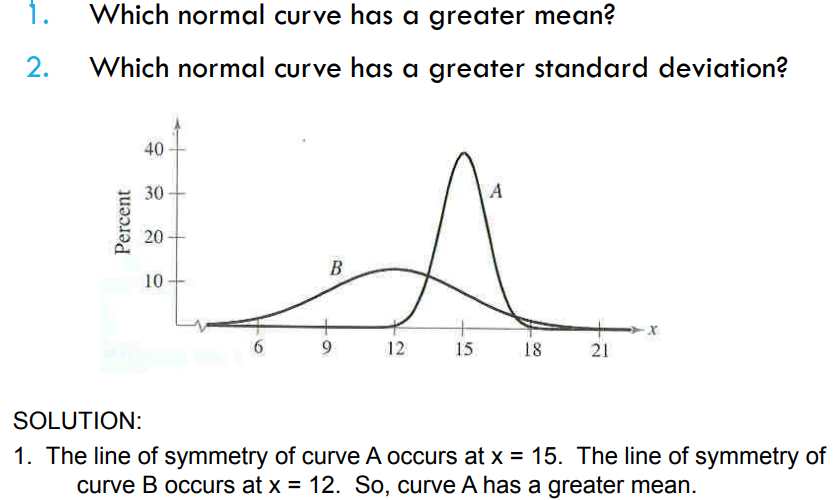 1. Which normal curve has a greater mean?
2. Which normal curve has a greater standard deviation?
40
30
20
10
Percent
A
B
x
6 9 12 15 18 21
SOLUTION:
1. The line of symmetry of curve A occurs at x = 15. The line of symmetry of
curve B occurs at x = 12. So, curve A has a greater mean.